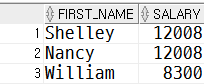 FIRST_NAME SALARY
1 Shelley 12008
2 Nancy 12008
3 William 8300